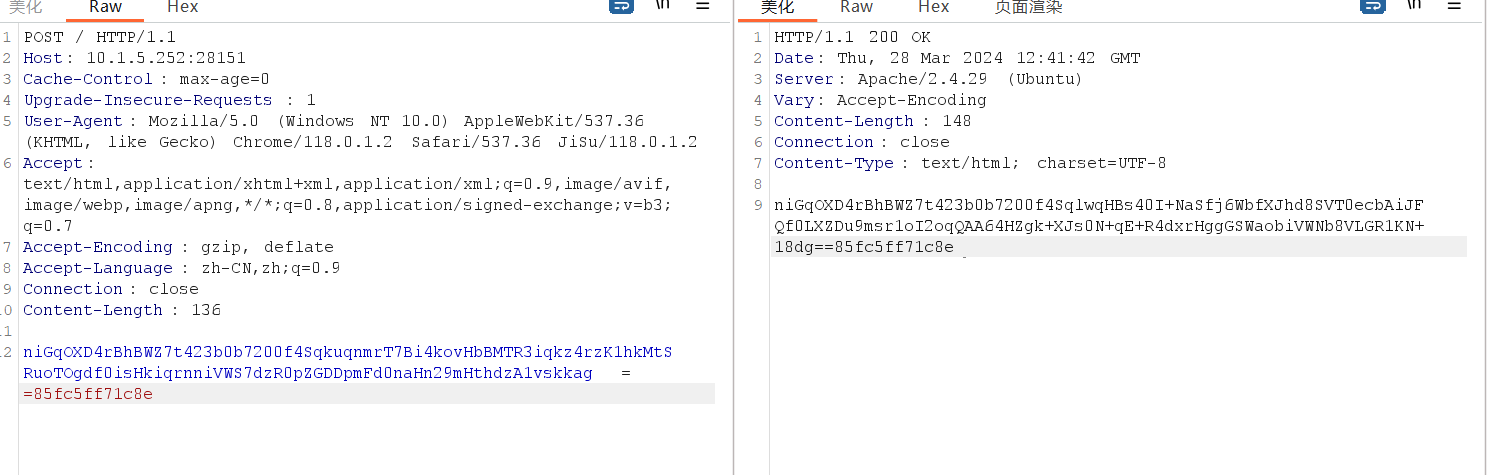 美化 Raw Hex \n
1 POST / HTTP/1.1
2 Host: 10.1.5.252:28151
3 Cache-Control: max-age=0
4 Upgrade-Insecure-Requests : 1
5 User-Agent: Mozilla/5.0 (Windows NT 10.0) AppleWebKit/537.36
(KHTML, like Gecko) Chrome/118.0.1.2 Safari/537.36 JiSu/118.0.1.2
6 Accept:
text/html,application/xhtml+xml,application/xml;q=0.9,image/avif,
image/webp,image/apng,*/*;q=0.8,application/signed-exchange;v=b3;
q=0.7
7 Accept-Encoding : gzip, deflate
8 Accept-Language : zh-CN,zh;q=0.9
9 Connection : close
10 Content-Length : 136
11
12 niGqOXD4rBhBWZ7t423b0b7200f4SqkuqnmrT7Bi4kovHbBMTR3iqkz4rzK1hkMtS
RuoTOgdf0isHkiqrnniVWS7dzR0pZGDDpmFd0naHn29mHthdzA1vskkag =
=85fc5ff71c8e
美化 Raw Hex 页面渲染 \n
1 HTTP/1.1 200 OK
2 Date: Thu, 28 Mar 2024 12:41:42 GMT
3 Server: Apache/2.4.29 (Ubuntu)
4 Vary: Accept-Encoding
5 Content-Length : 148
6 Connection : close
7 Content-Type : text/html; charset=UTF-8
8
9 niGqOXD4rBhBWZ7t423b0b7200f4SqlwqHBs40I+NaSfj6WbfXJhd8SVT0ecbAiJF
Qf0LXZDu9msr1oI2oqQAA64HZgk+XJs0N+qE+R4dxrHggGSWaobiVWNb8VLGR1KN+
18dg==85fc5ff71c8e